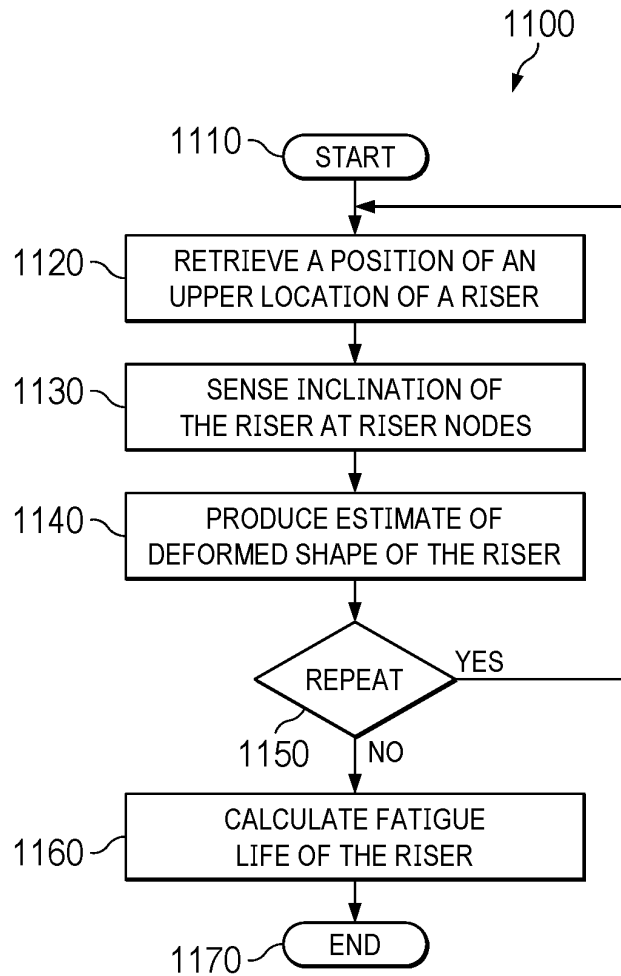 1100
1110
START
1120
RETRIEVE A POSITION OF AN
UPPER LOCATION OF A RISER
1130
SENSE INCLINATION OF
THE RISER AT RISER NODES
1140
PRODUCE ESTIMATE OF
DEFORMED SHAPE OF THE RISER
REPEAT
YES
1150
NO
1160
CALCULATE FATIGUE
LIFE OF THE RISER
1170
END